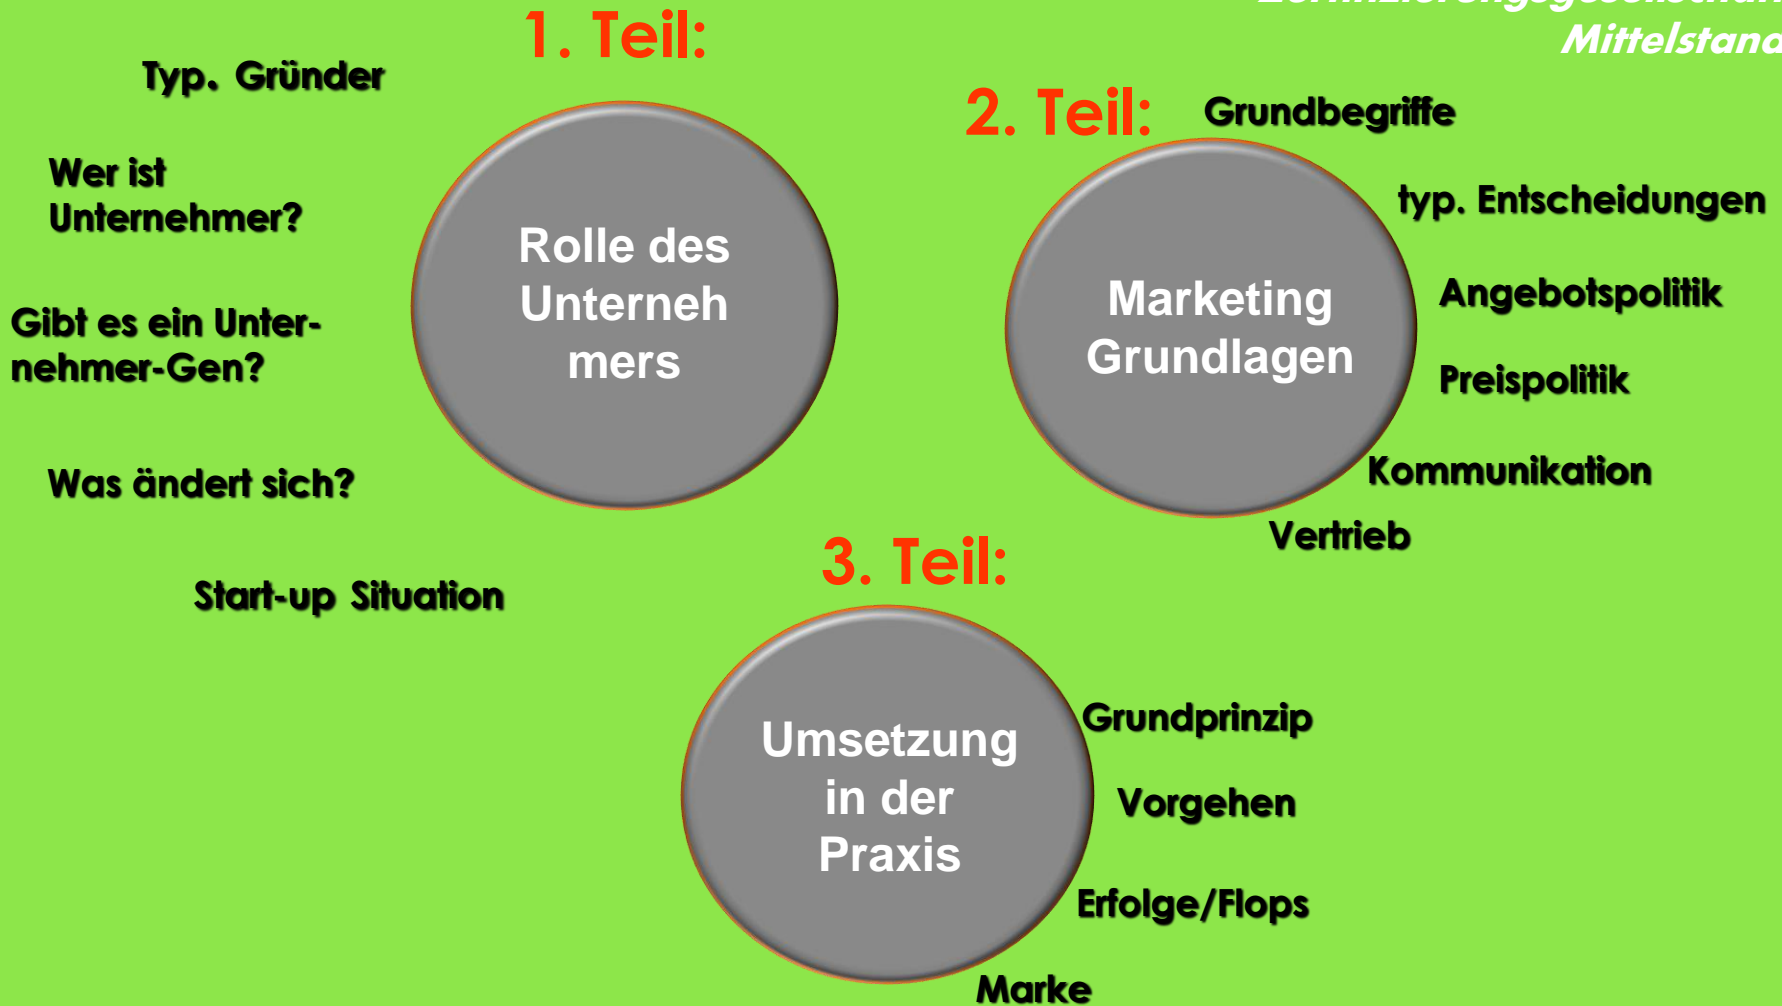 Mittelstand
1. Teil:
Typ. Gründer
Wer ist
Unternehmer?
Gibt es ein Unter-
nehmer-Gen?
Was ändert sich?
Start-up Situation
Rolle des
Unterneh
mers
2. Teil:
Grundbegriffe
typ. Entscheidungen
Angebotspolitik
Preispolitik
Kommunikation
Vertrieb
Marketing
Grundlagen
3. Teil:
Umsetzung
in der
Praxis
Grundprinzip
Vorgehen
Erfolge/Flops
Marke